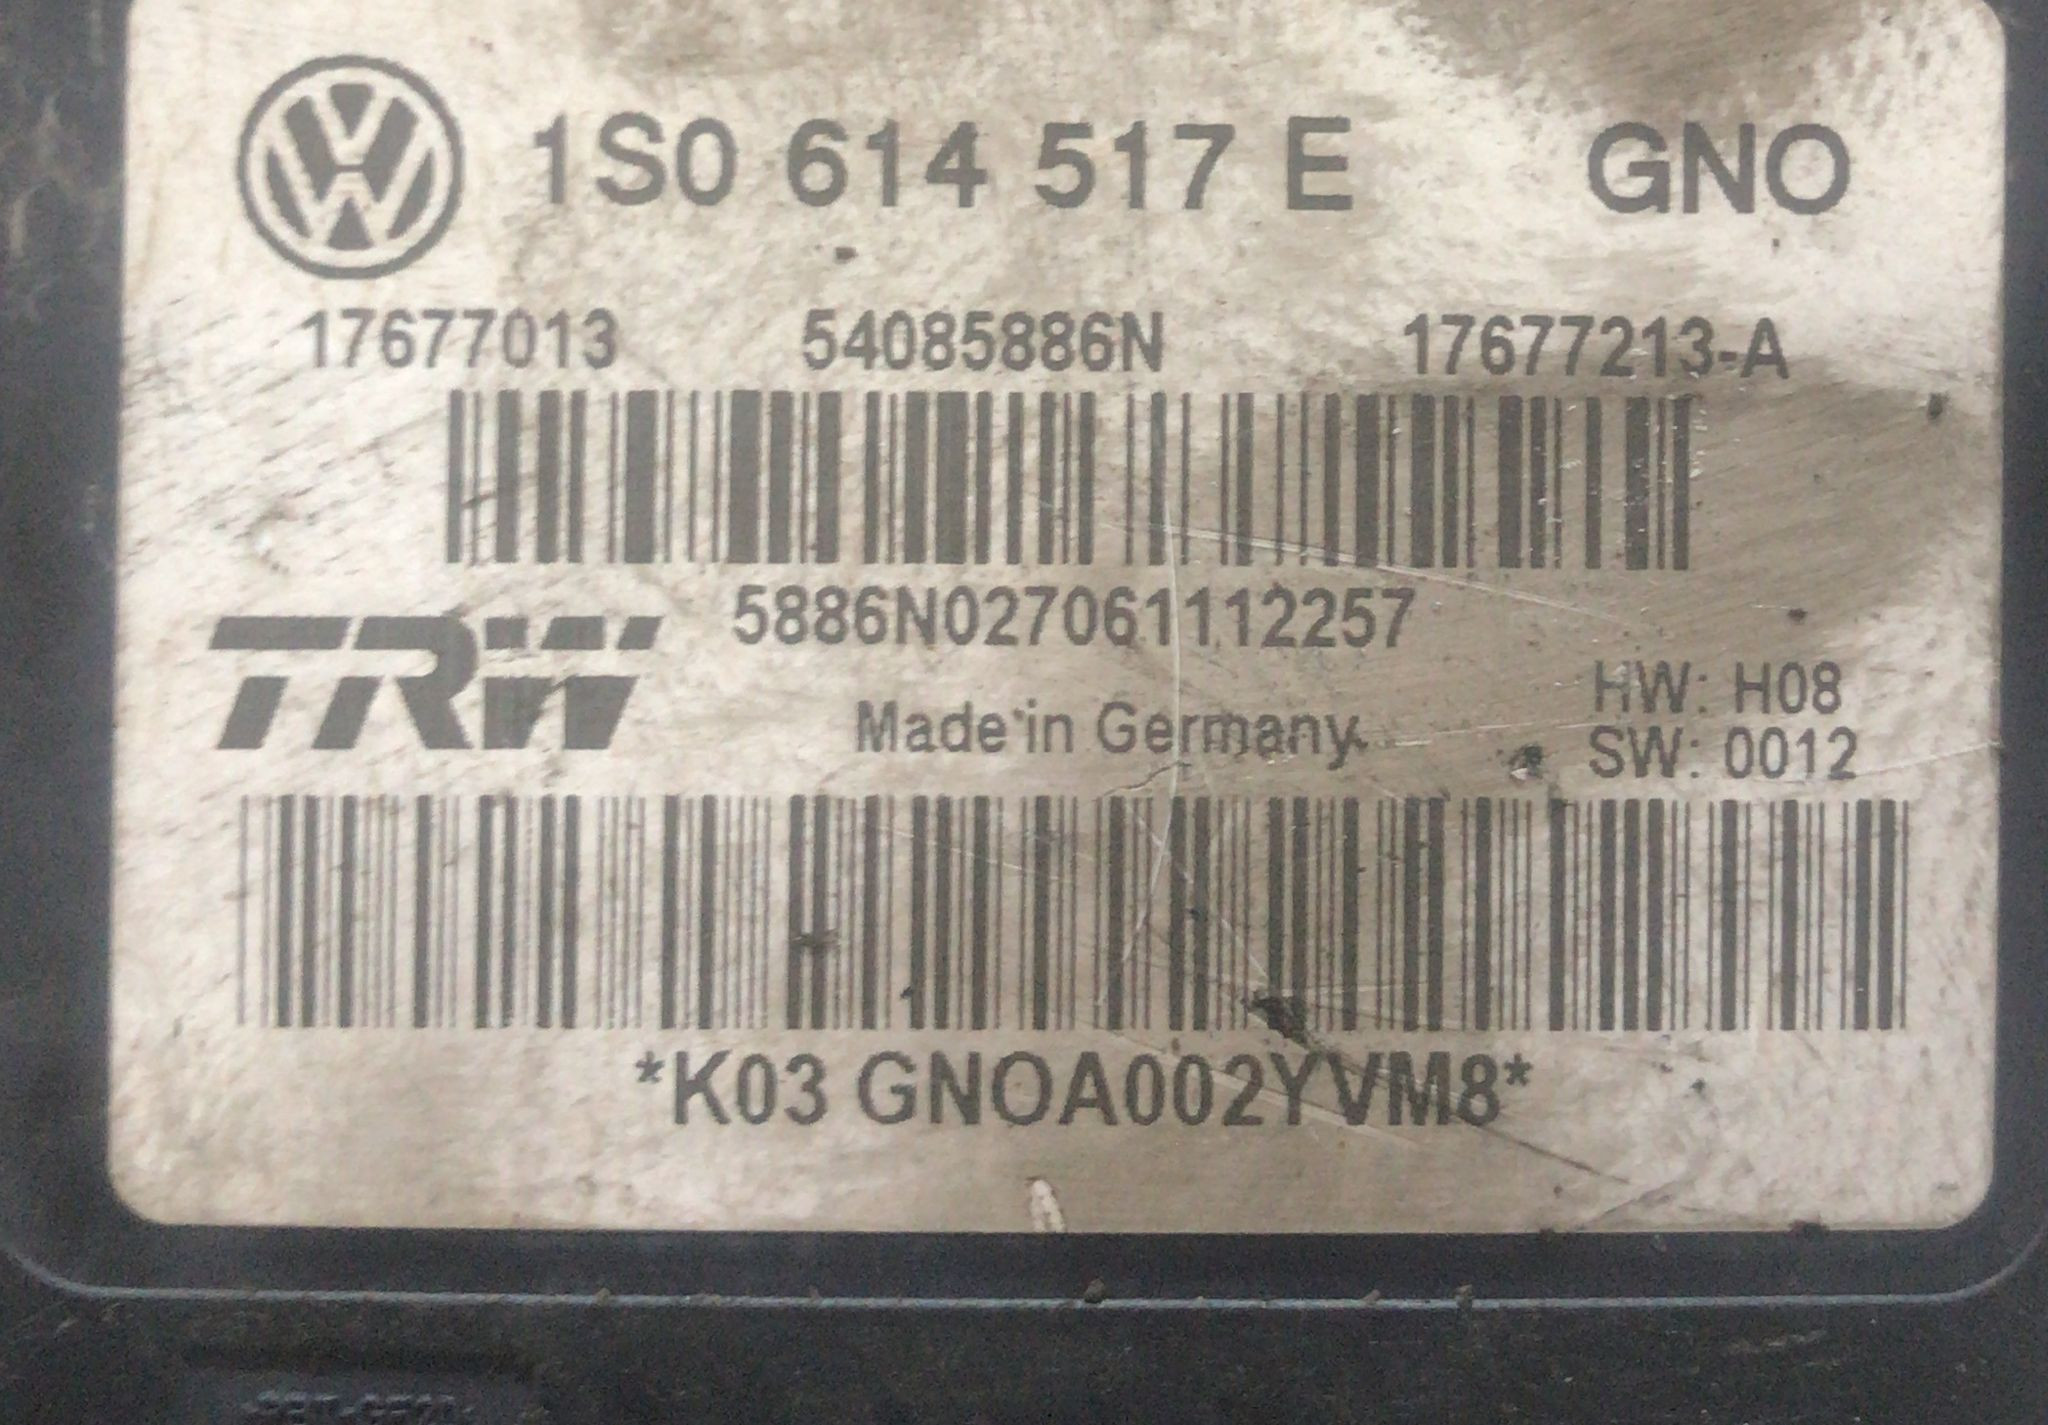 1S0 614 517 E GNO
17677013 54085886N 17677213-A
5886N027061112257
TRW
Made in Germany
HW: H08
SW: 0012
*K03 GNOA002YVM8*